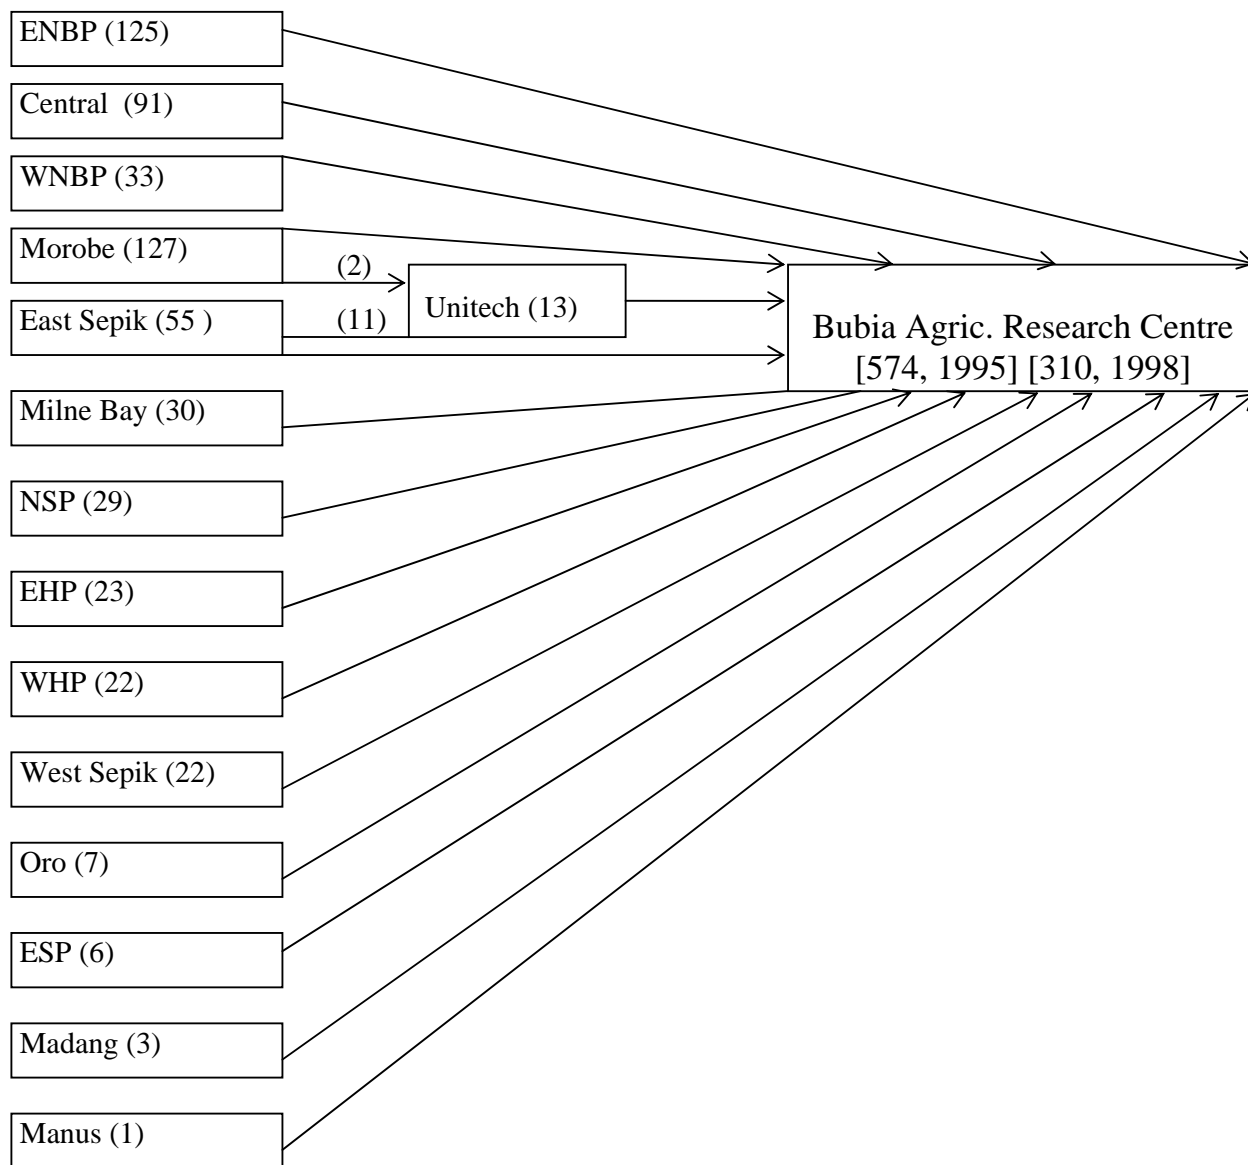 ENBP (125)
Central (91)
WNBP (33)
Morobe (127)
(2)
East Sepik (55 )
(11)
Unitech (13)
Bubia Agric. Research Centre
[574, 1995] [310, 1998]
Milne Bay (30)
NSP (29)
EHP (23)
WHP (22)
West Sepik (22)
Oro (7)
ESP (6)
Madang (3)
Manus (1)